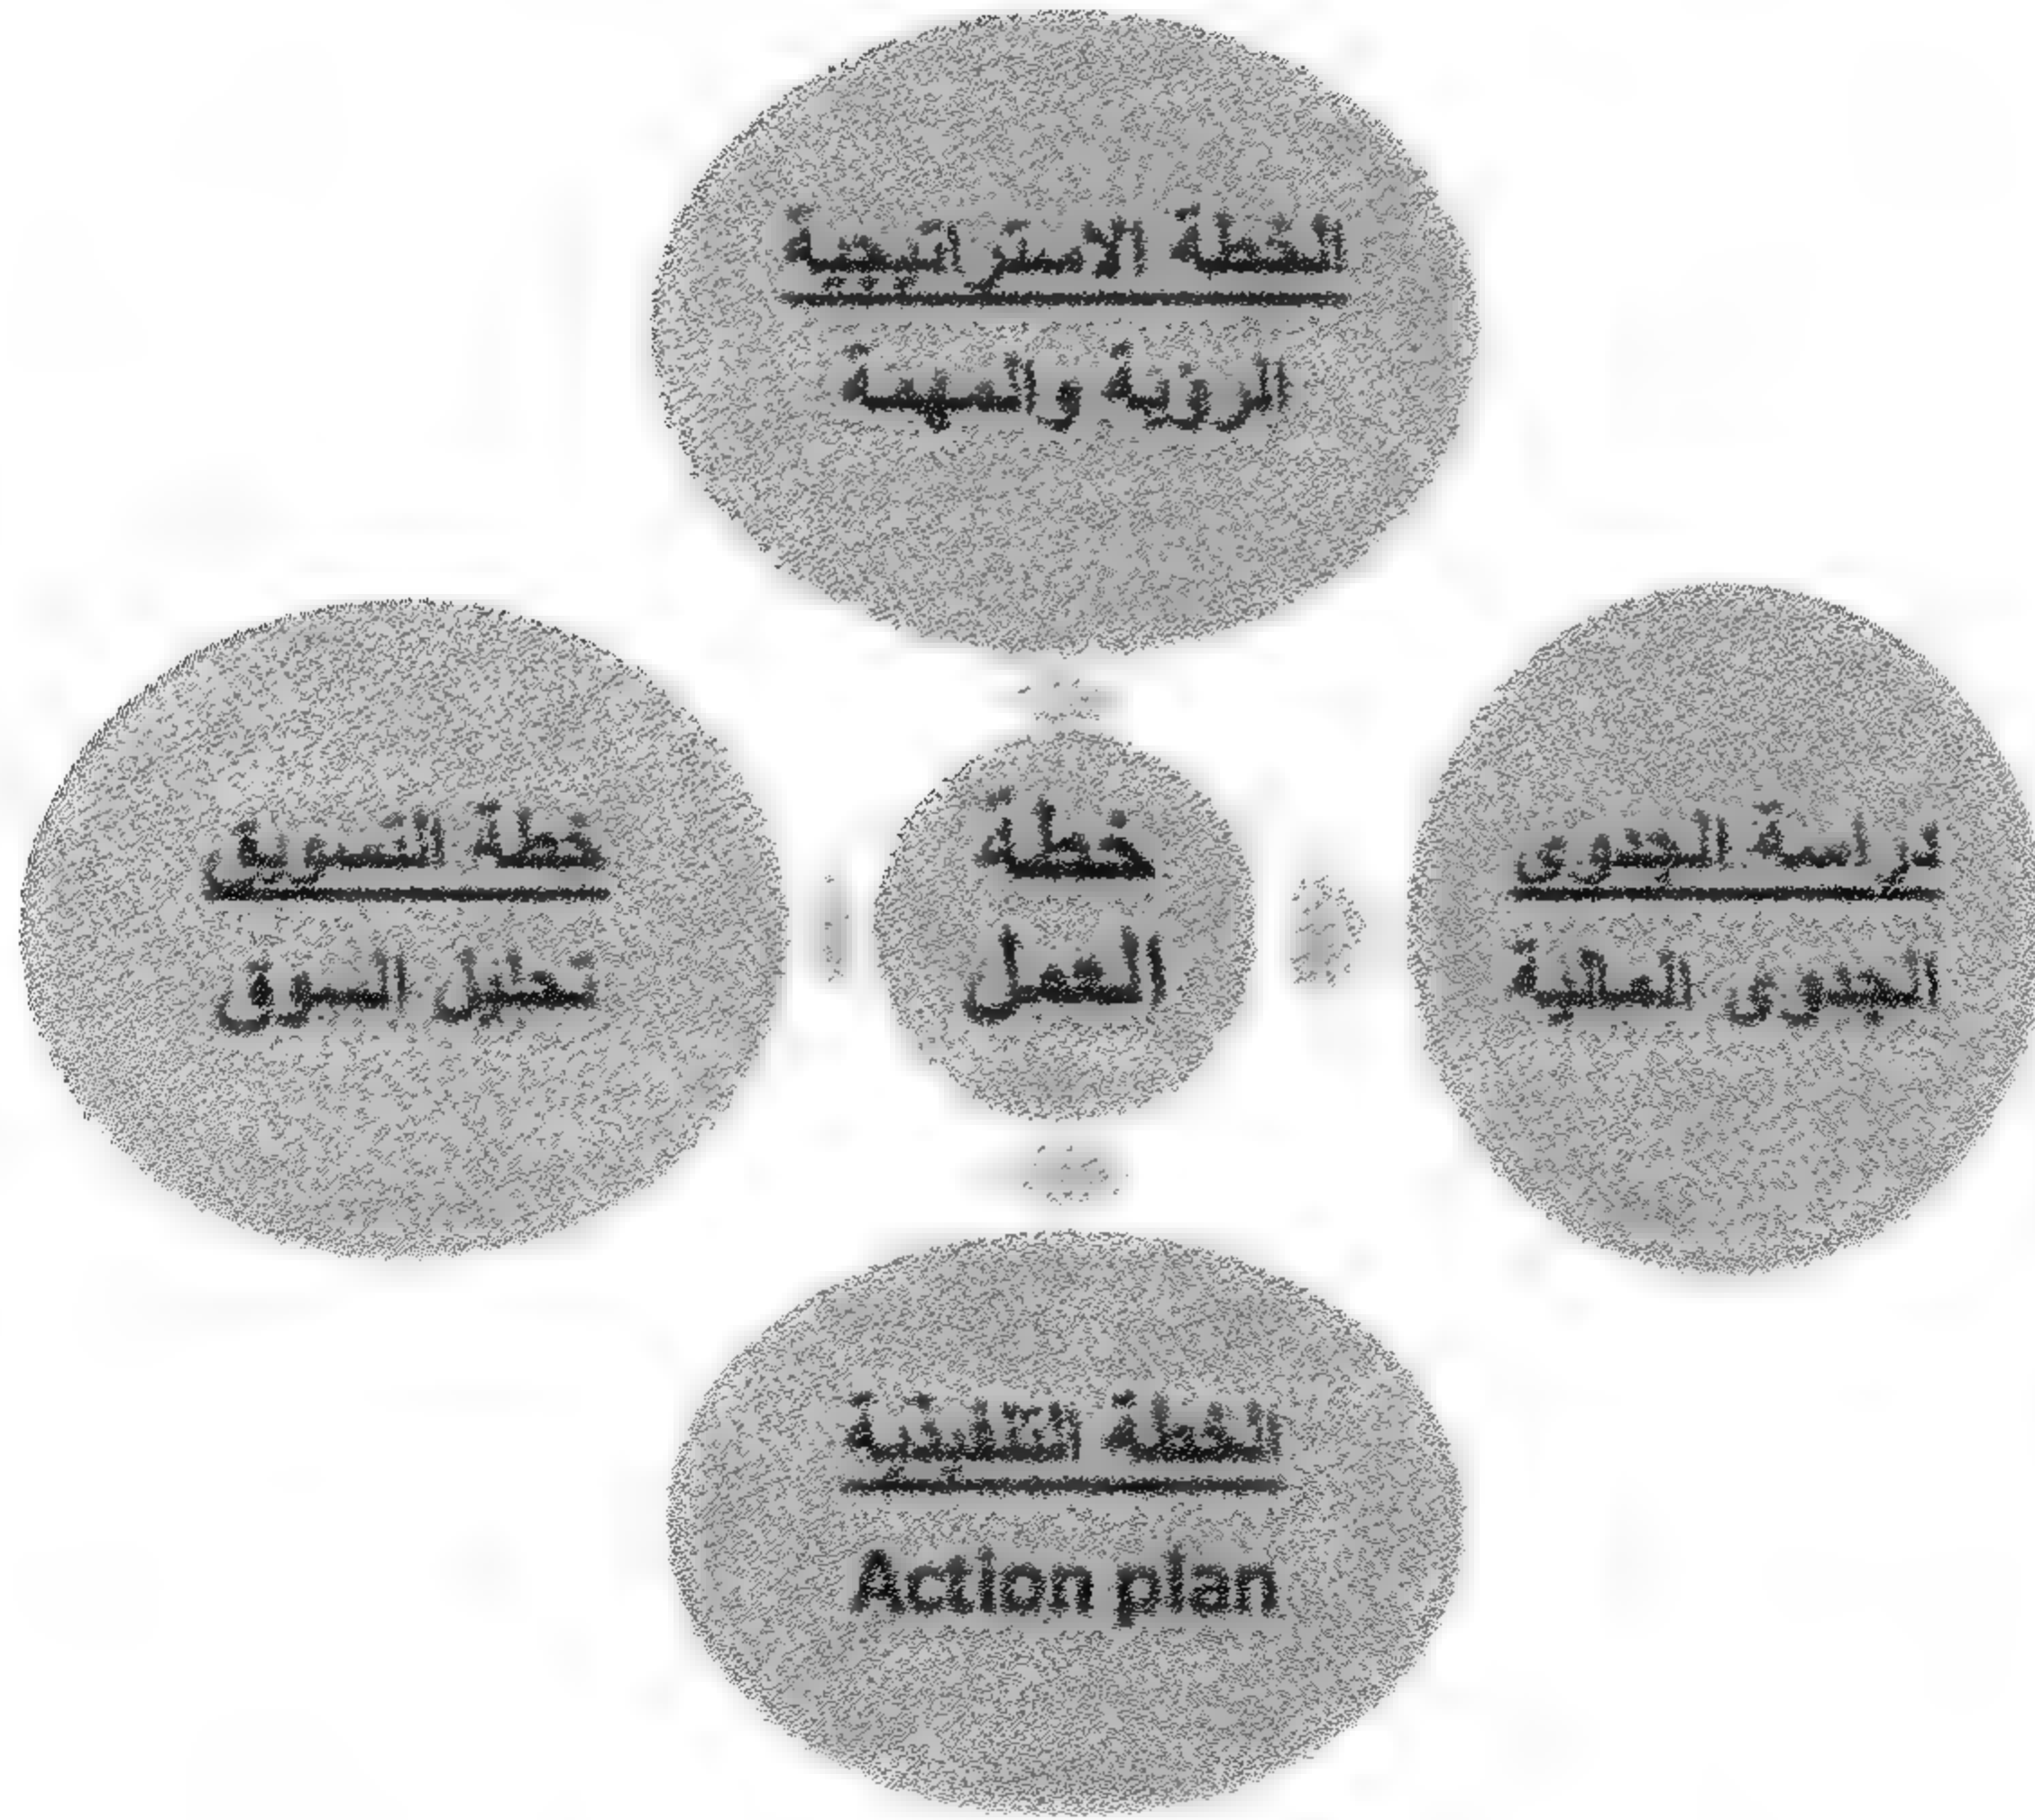 الخطة الاستراتيجية
الرؤية والمهمة
دراسة الجدوى
الجدوى المالية
خطة
العمل
خطة التسويق
تحليل السوق
الخطة التنفيذية
Action plan